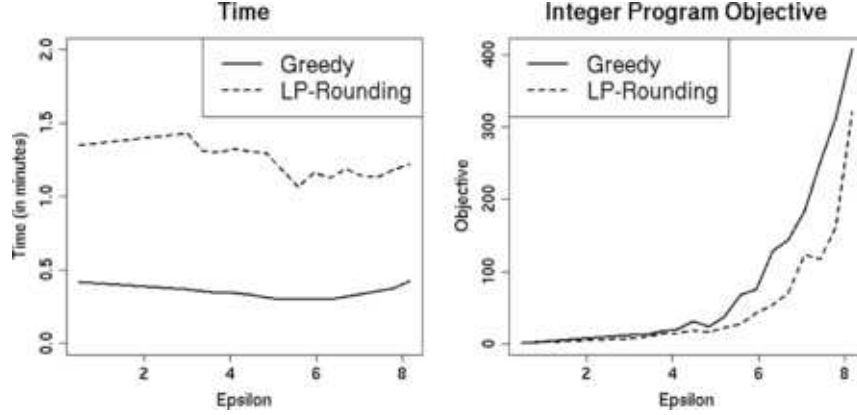 Time
Greedy
LP-Rounding
Time (in minutes)
2.0
1.5
1.0
0.5
0.0
2
4
6
8
Epsilon
Integer Program Objective
Greedy
LP-Rounding
Objective
400
300
200
100
0
2
4
6
8
Epsilon